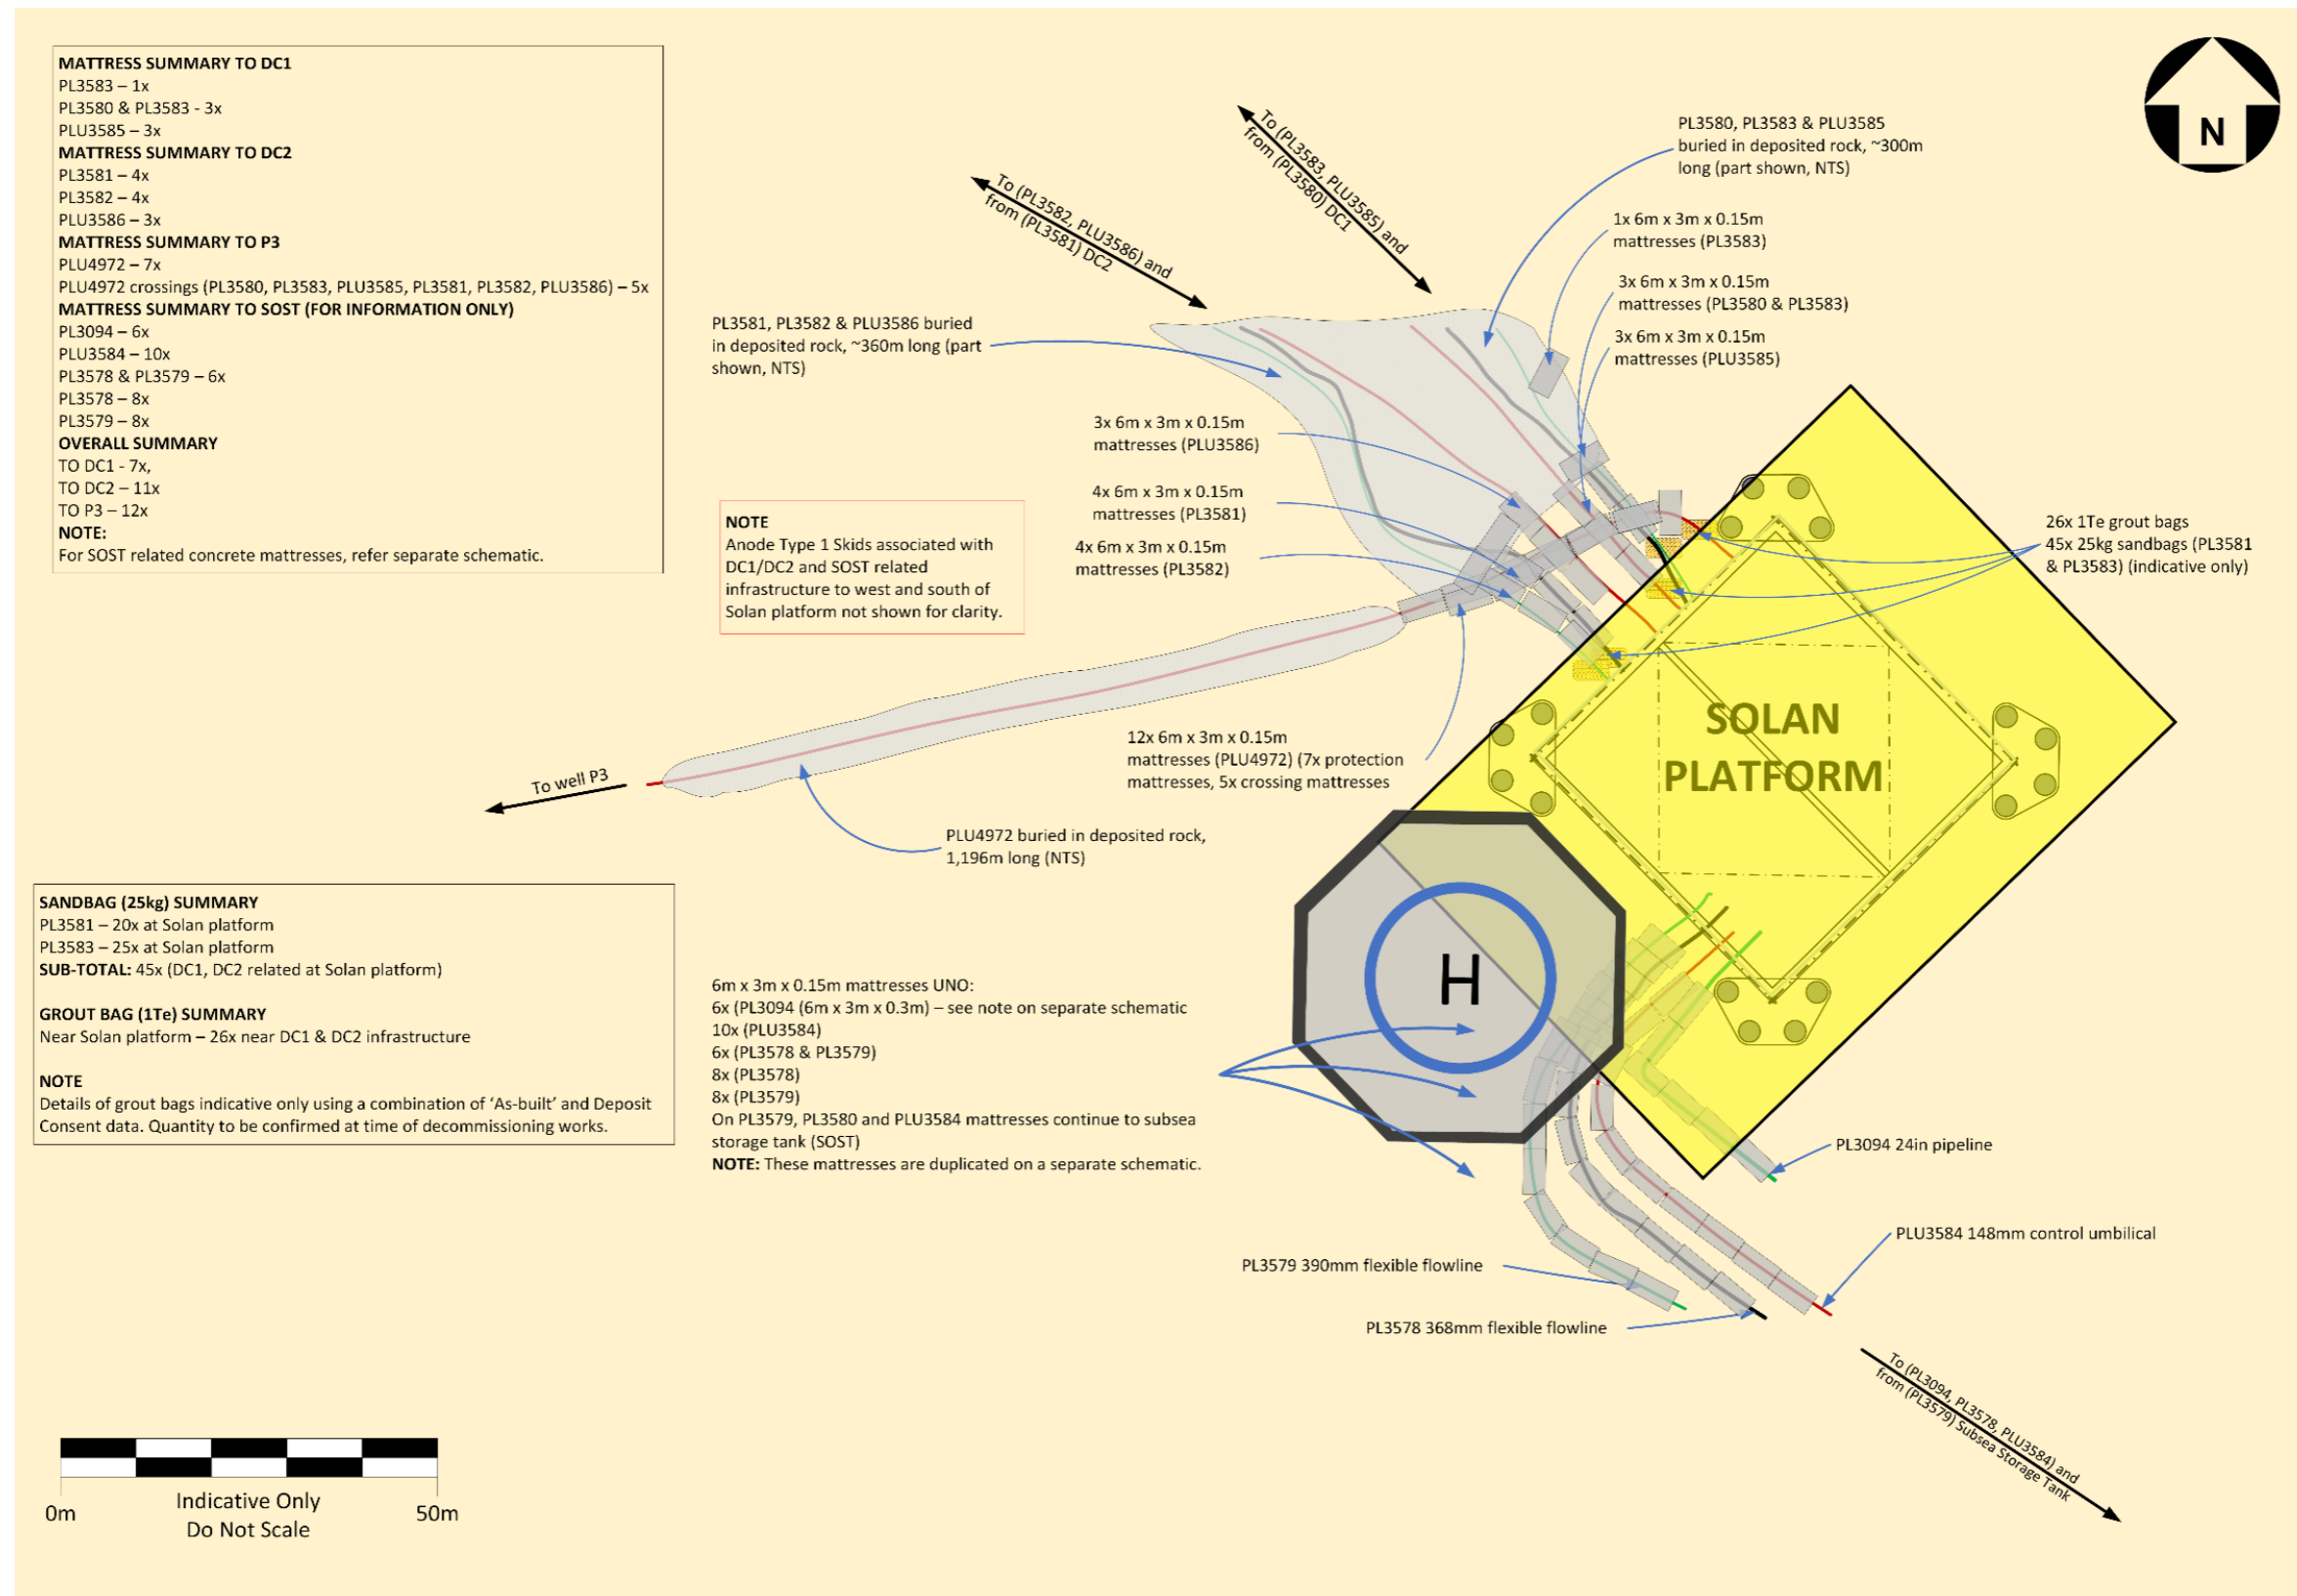 MATTRESS SUMMARY TO DC1
PL3583 – 1x
PL3580 & PL3583 - 3x
PLU3585 – 3x
MATTRESS SUMMARY TO DC2
PL3581 – 4x
PL3582 – 4x
PLU3586 – 3x
MATTRESS SUMMARY TO P3
PLU4972 – 7x
PLU4972 crossings (PL3580, PL3583, PLU3585, PL3581, PL3582, PLU3586) – 5x
MATTRESS SUMMARY TO SOST (FOR INFORMATION ONLY)
PL3094 – 6x
PLU3584 – 10x
PL3578 & PL3579 – 6x
PL3578 – 8x
PL3579 – 8x
OVERALL SUMMARY
TO DC1 - 7x,
TO DC2 – 11x
TO P3 – 12x
NOTE:
For SOST related concrete mattresses, refer separate schematic.
To (PL3583, PLU3585) and
from (PL3580) DC1
To (PL3582, PLU3586) and
from (PL3581) DC2
PL3580, PL3583 & PLU3585
buried in deposited rock, ~300m
long (part shown, NTS)
N
1x 6m x 3m x 0.15m
mattresses (PL3583)
3x 6m x 3m x 0.15m
mattresses (PL3580 & PL3583)
3x 6m x 3m x 0.15m
mattresses (PLU3585)
PL3581, PL3582 & PLU3586 buried
in deposited rock, ~360m long (part
shown, NTS)
3x 6m x 3m x 0.15m
mattresses (PLU3586)
4x 6m x 3m x 0.15m
mattresses (PL3581)
4x 6m x 3m x 0.15m
mattresses (PL3582)
NOTE
Anode Type 1 Skids associated with
DC1/DC2 and SOST related
infrastructure to west and south of
Solan platform not shown for clarity.
26x 1Te grout bags
45x 25kg sandbags (PL3581
& PL3583) (indicative only)
SOLAN
PLATFORM
12x 6m x 3m x 0.15m
mattresses (PLU4972) (7x protection
mattresses, 5x crossing mattresses
To well P3
PLU4972 buried in deposited rock,
1,196m long (NTS)
SANDBAG (25kg) SUMMARY
PL3581 – 20x at Solan platform
PL3583 – 25x at Solan platform
SUB-TOTAL: 45x (DC1, DC2 related at Solan platform)
GROUT BAG (1Te) SUMMARY
Near Solan platform – 26x near DC1 & DC2 infrastructure
NOTE
Details of grout bags indicative only using a combination of ‘As-built’ and Deposit
Consent data. Quantity to be confirmed at time of decommissioning works.
6m x 3m x 0.15m mattresses UNO:
6x (PL3094 (6m x 3m x 0.3m) – see note on separate schematic
10x (PLU3584)
6x (PL3578 & PL3579)
8x (PL3578)
8x (PL3579)
On PL3579, PL3580 and PLU3584 mattresses continue to subsea
storage tank (SOST)
NOTE: These mattresses are duplicated on a separate schematic.
H
PL3094 24in pipeline
PLU3584 148mm control umbilical
PL3579 390mm flexible flowline
PL3578 368mm flexible flowline
To (PL3094, PL3578, PLU3584) and
from (PL3579) Subsea Storage Tank
0m
Indicative Only
Do Not Scale
50m